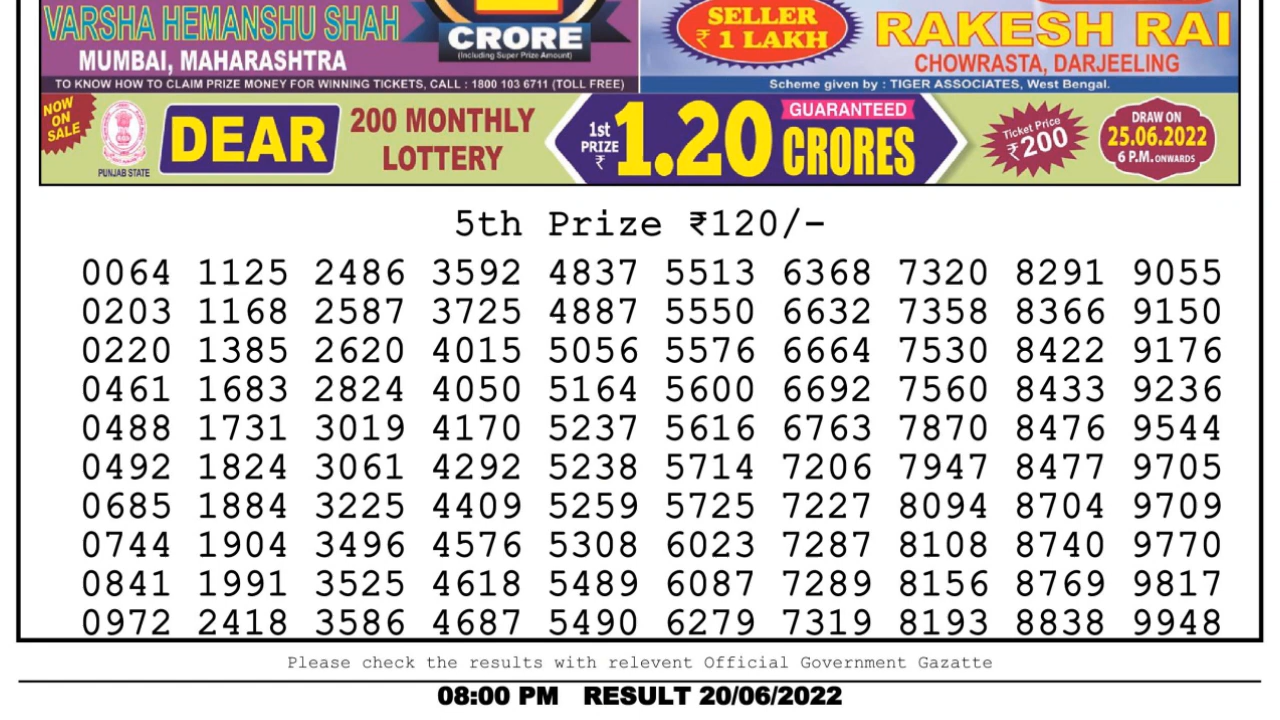 VARSHA HEMANSHU SHAH
MUMBAI, MAHARASHTRA
CRORE
(Including Super Prize Amount)
TO KNOW HOW TO CLAIM PRIZE MONEY FOR WINNING TICKETS, CALL : 1800 103 6711 (TOLL FREE)
SELLER
₹ 1 LAKH
RAKESH RAI
CHOWRASTA, DARJEELING
Scheme given by : TIGER ASSOCIATES, West Bengal.
NOW
ON
SALE
PUNJAB STATE
DEAR
200 MONTHLY
LOTTERY
1st
PRIZE
₹
1.20
GUARANTEED
CRORES
Ticket Price
₹200
DRAW ON
25.06.2022
6 P.M. ONWARDS
5th Prize ₹120/-
0064 1125 2486 3592 4837 5513 6368 7320 8291 9055
0203 1168 2587 3725 4887 5550 6632 7358 8366 9150
0220 1385 2620 4015 5056 5576 6664 7530 8422 9176
0461 1683 2824 4050 5164 5600 6692 7560 8433 9236
0488 1731 3019 4170 5237 5616 6763 7870 8476 9544
0492 1824 3061 4292 5238 5714 7206 7947 8477 9705
0685 1884 3225 4409 5259 5725 7227 8094 8704 9709
0744 1904 3496 4576 5308 6023 7287 8108 8740 9770
0841 1991 3525 4618 5489 6087 7289 8156 8769 9817
0972 2418 3586 4687 5490 6279 7319 8193 8838 9948
Please check the results with relevent Official Government Gazatte
08:00 PM RESULT 20/06/2022